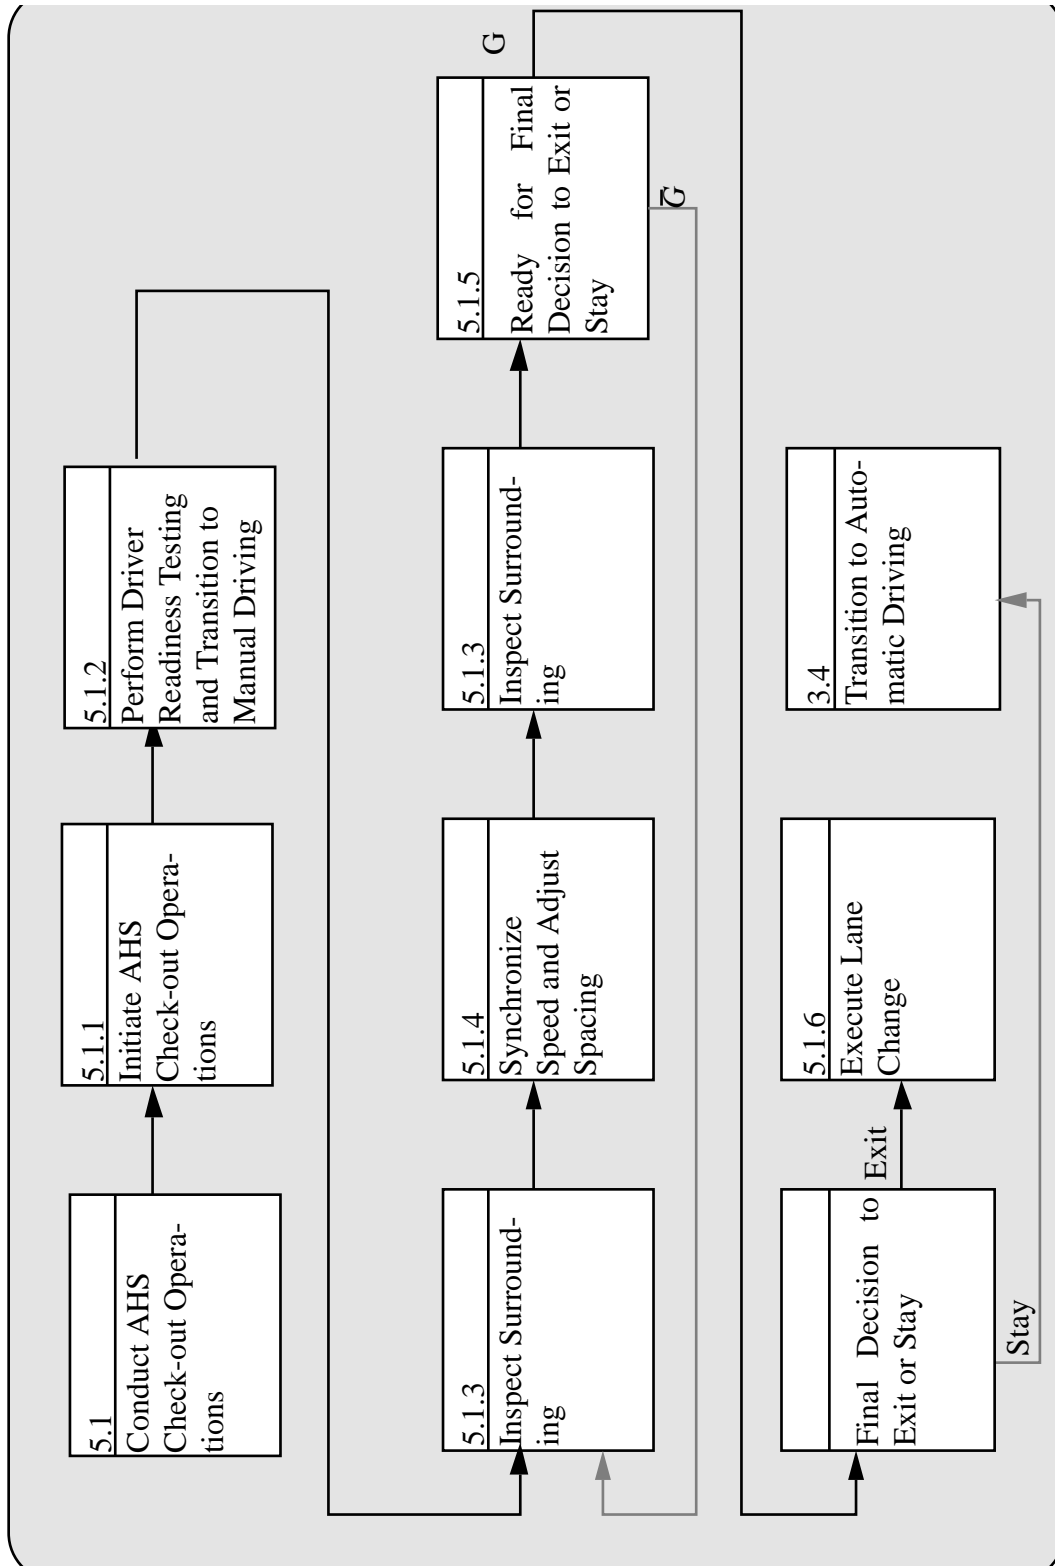 5.1
Conduct AHS
Check-out Opera-
tions
5.1.1
Initiate AHS
Check-out Opera-
tions
5.1.2
Perform Driver
Readiness Testing
and Transition to
Manual Driving
5.1.3
Inspect Surround-
ing
5.1.4
Synchronize
Speed and Adjust
Spacing
5.1.3
Inspect Surround-
ing
5.1.5
Ready for Final
Decision to Exit or
Stay
G
G̅
Final Decision to
Exit or Stay
Exit
Stay
5.1.6
Execute Lane
Change
3.4
Transition to Auto-
matic Driving